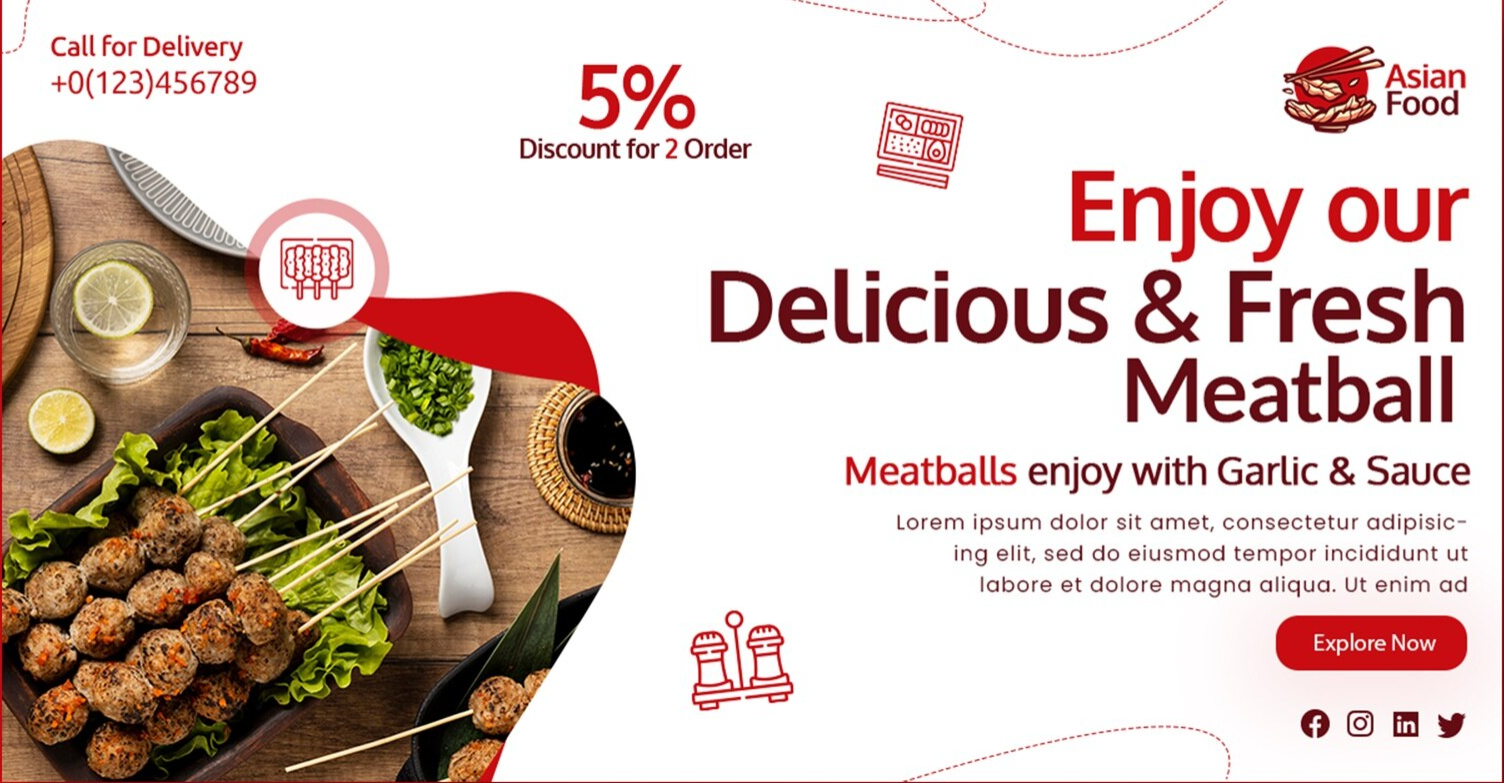 Call for Delivery
+0(123)456789
5%
Discount for 2 Order
Asian
Food
Enjoy our
Delicious & Fresh
Meatball
Meatballs enjoy with Garlic & Sauce
Lorem ipsum dolor sit amet, consectetur adipisic-
ing elit, sed do eiusmod tempor incididunt ut
labore et dolore magna aliqua. Ut enim ad
Explore Now